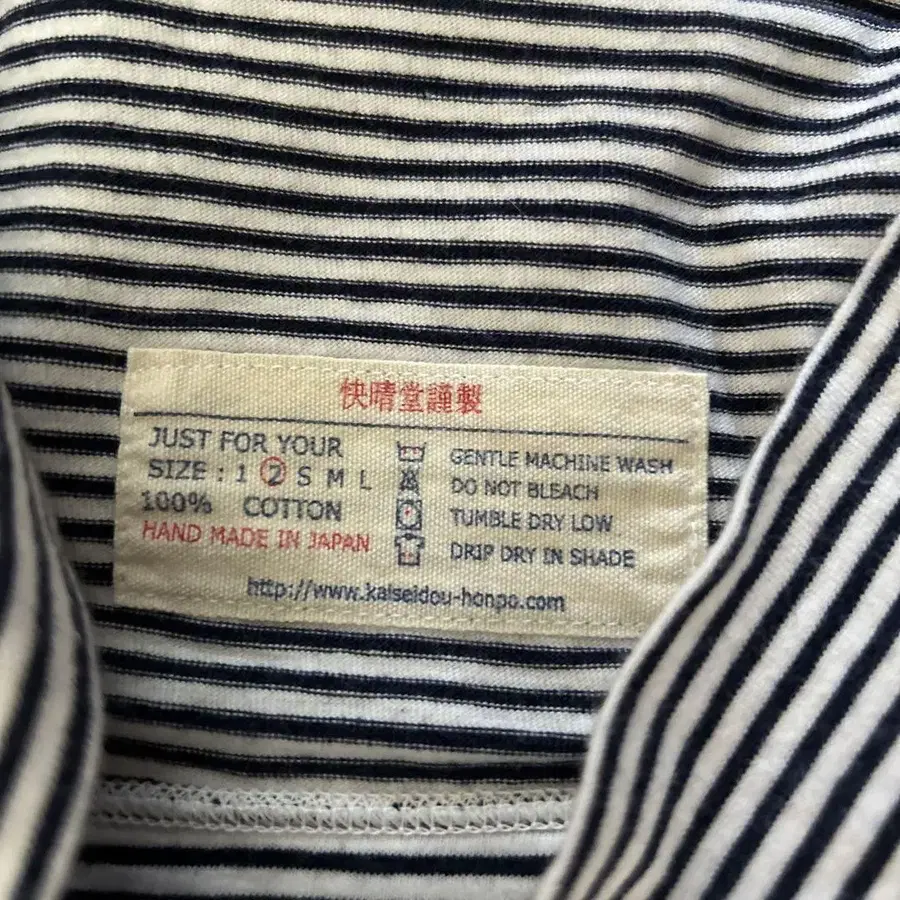 快晴堂謹製
JUST FOR YOUR
SIZE : 1 2 S M L
100% COTTON
HAND MADE IN JAPAN
GENTLE MACHINE WASH
DO NOT BLEACH
TUMBLE DRY LOW
DRIP DRY IN SHADE
http://www.kaiseidou-honpo.com